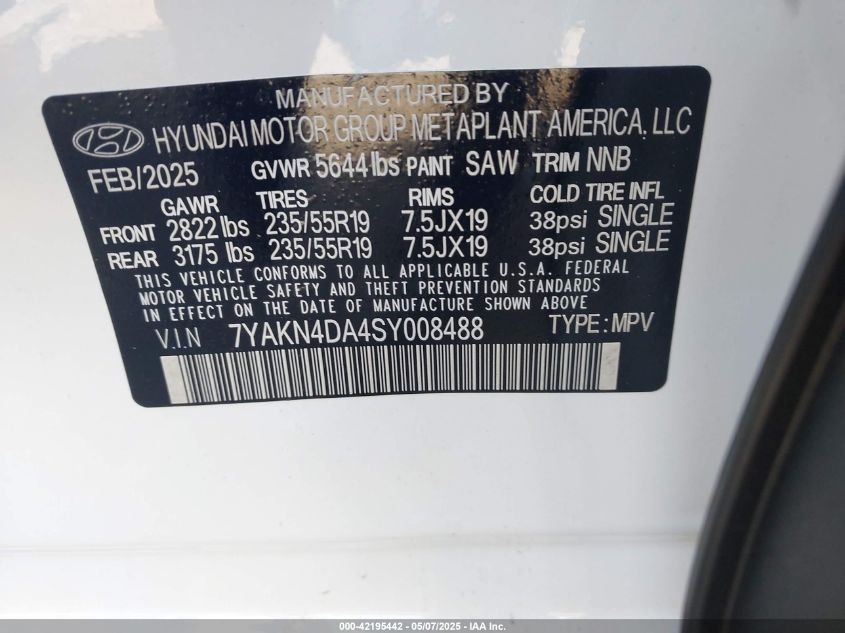 MANUFACTURED BY
HYUNDAI MOTOR GROUP METAPLANT AMERICA, LLC
FEB/2025 GVWR 5644 lbs PAINT SAW TRIM NNB
GAWR TIRES RIMS COLD TIRE INFL
FRONT 2822 lbs 235/55R19 7.5JX19 38psi SINGLE
REAR 3175 lbs 235/55R19 7.5JX19 38psi SINGLE
THIS VEHICLE CONFORMS TO ALL APPLICABLE U.S.A. FEDERAL
MOTOR VEHICLE SAFETY AND THEFT PREVENTION STANDARDS
IN EFFECT ON THE DATE OF MANUFACTURE SHOWN ABOVE
V.I.N 7YAKN4DA4SY008488 TYPE: MPV
000-42195442 - 05/07/2025 - IAA Inc.